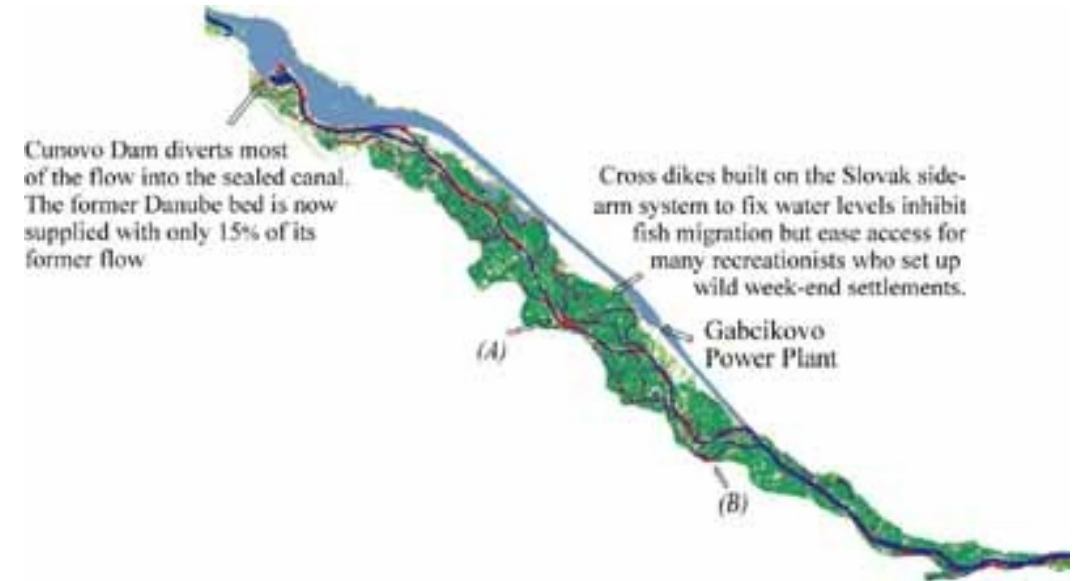 Cunovo Dam diverts most
of the flow into the sealed canal.
The former Danube bed is now
supplied with only 15% of its
former flow
Cross dikes built on the Slovak side-
arm system to fix water levels inhibit
fish migration but ease access for
many recreationists who set up
wild week-end settlements.
Gabcikovo
Power Plant
(A)
(B)